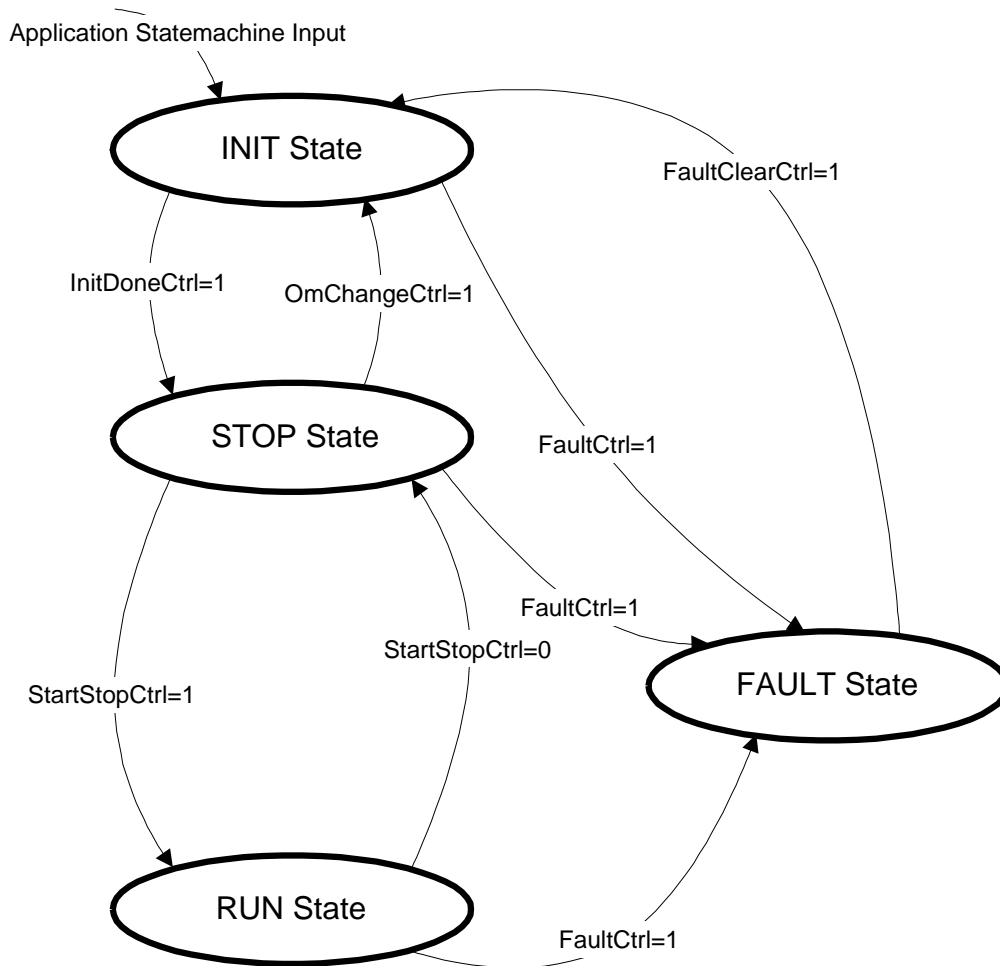 Application Statemachine Input
INIT State
FaultClearCtrl=1
InitDoneCtrl=1
OmChangeCtrl=1
STOP State
FaultCtrl=1
FaultCtrl=1
StartStopCtrl=0
StartStopCtrl=1
FAULT State
RUN State
FaultCtrl=1